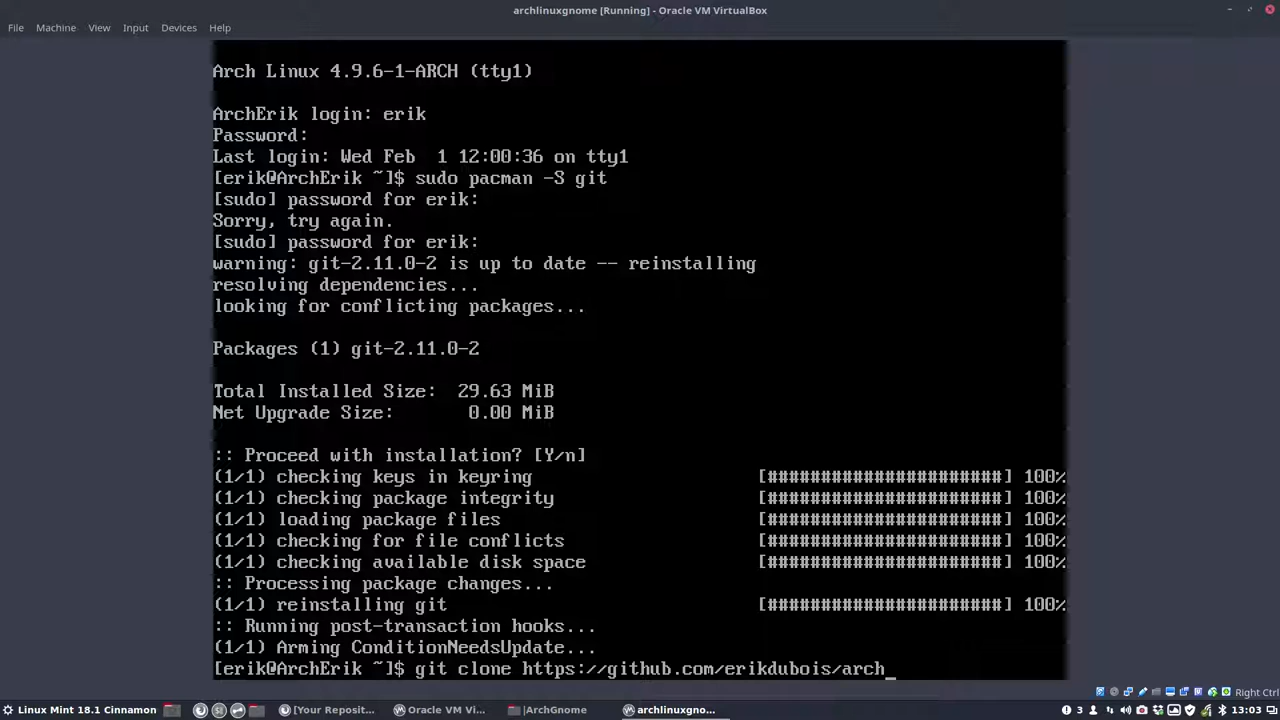 archlinuxgnome [Running] - Oracle VM VirtualBox
File Machine View Input Devices Help
Arch Linux 4.9.6-1-ARCH (tty1)
ArchErik login: erik
Password:
Last login: Wed Feb  1 12:00:36 on tty1
[erik@ArchErik ~]$ sudo pacman -S git
[sudo] password for erik:
Sorry, try again.
[sudo] password for erik:
warning: git-2.11.0-2 is up to date -- reinstalling
resolving dependencies...
looking for conflicting packages...
Packages (1) git-2.11.0-2
Total Installed Size:  29.63 MiB
Net Upgrade Size:       0.00 MiB
:: Proceed with installation? [Y/n]
(1/1) checking keys in keyring [######################] 100%
(1/1) checking package integrity [######################] 100%
(1/1) loading package files [######################] 100%
(1/1) checking for file conflicts [######################] 100%
(1/1) checking available disk space [######################] 100%
:: Processing package changes...
(1/1) reinstalling git [######################] 100%
:: Running post-transaction hooks...
(1/1) Arming ConditionNeedsUpdate...
[erik@ArchErik ~]$ git clone https://github.com/erikdubois/arch_
Right Ctrl
Linux Mint 18.1 Cinnamon [Your Reposit... Oracle VM Vi... |ArchGnome archlinuxgno... 3 13:03